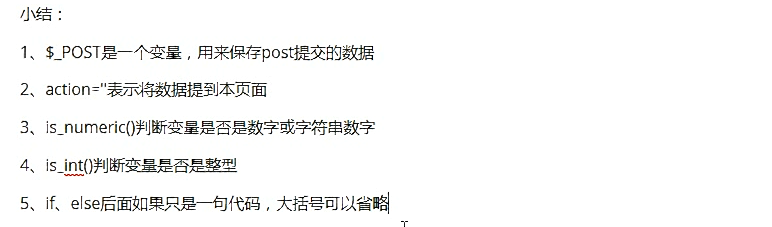 小结：
1、$_POST是一个变量，用来保存post提交的数据
2、action=''表示将数据提到本页面
3、is_numeric()判断变量是否是数字或字符串数字
4、is_int()判断变量是否是整型
5、if、else后面如果只是一句代码，大括号可以省略